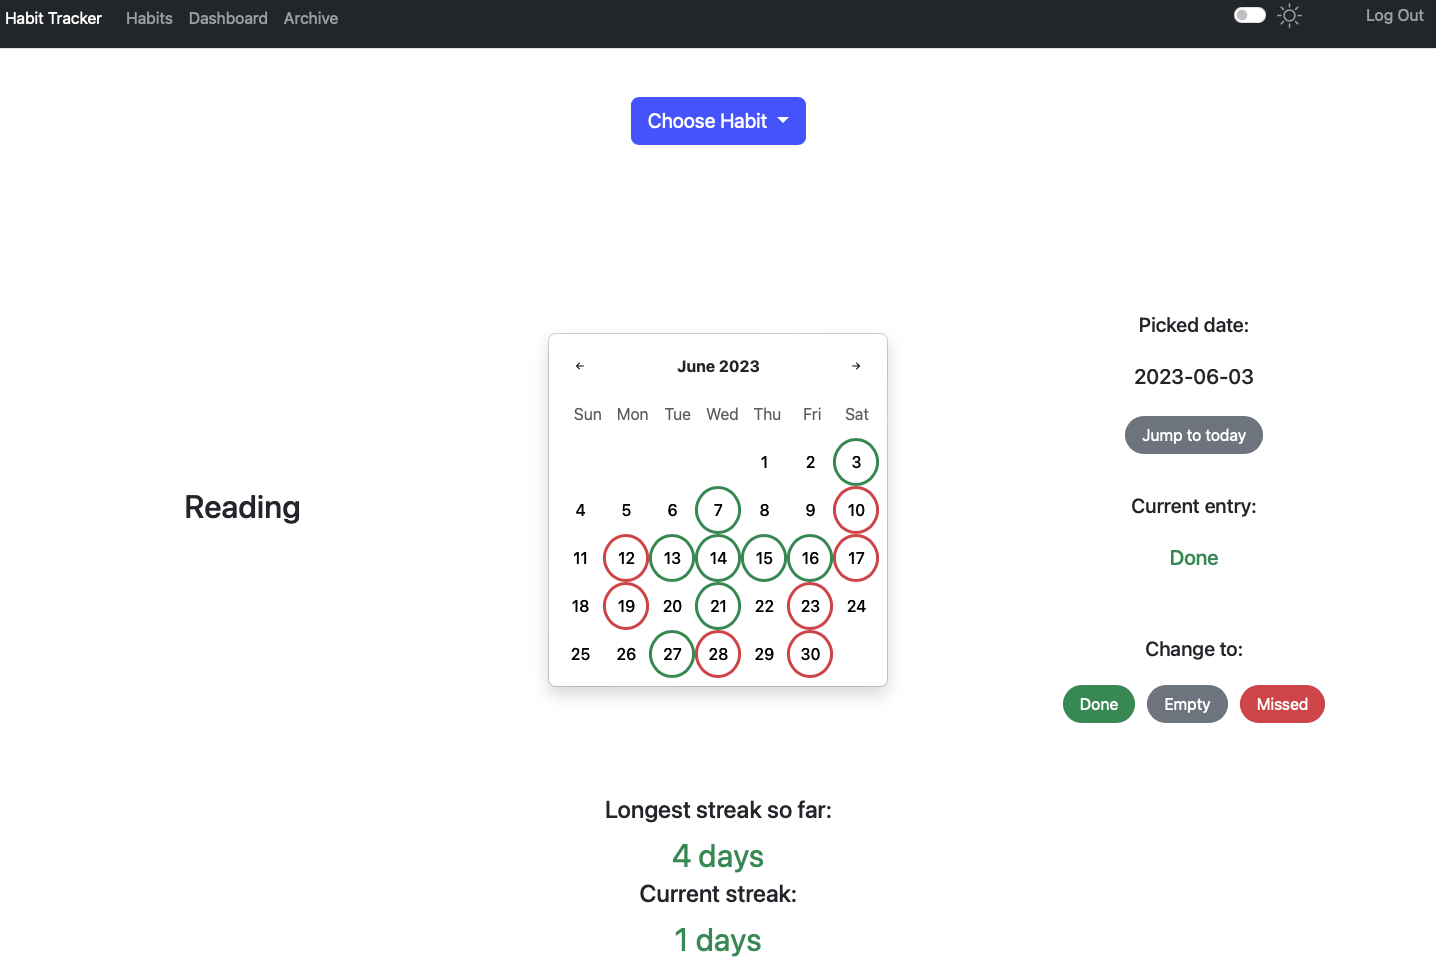 Habit Tracker Habits Dashboard Archive Log Out
Choose Habit
Reading
← June 2023 →
Sun Mon Tue Wed Thu Fri Sat
1 2 3
4 5 6 7 8 9 10
11 12 13 14 15 16 17
18 19 20 21 22 23 24
25 26 27 28 29 30
Picked date:
2023-06-03
Jump to today
Current entry:
Done
Change to:
Done Empty Missed
Longest streak so far:
4 days
Current streak:
1 days